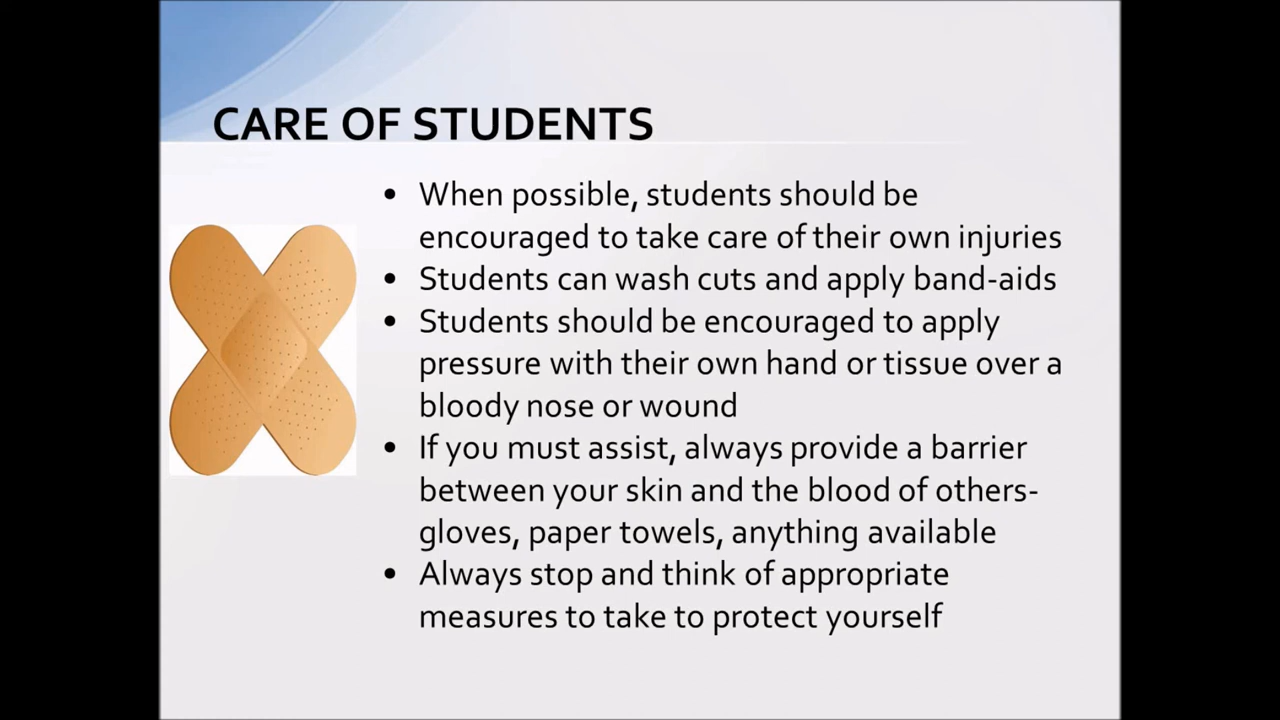 CARE OF STUDENTS
• When possible, students should be
encouraged to take care of their own injuries
• Students can wash cuts and apply band-aids
• Students should be encouraged to apply
pressure with their own hand or tissue over a
bloody nose or wound
• If you must assist, always provide a barrier
between your skin and the blood of others-
gloves, paper towels, anything available
• Always stop and think of appropriate
measures to take to protect yourself